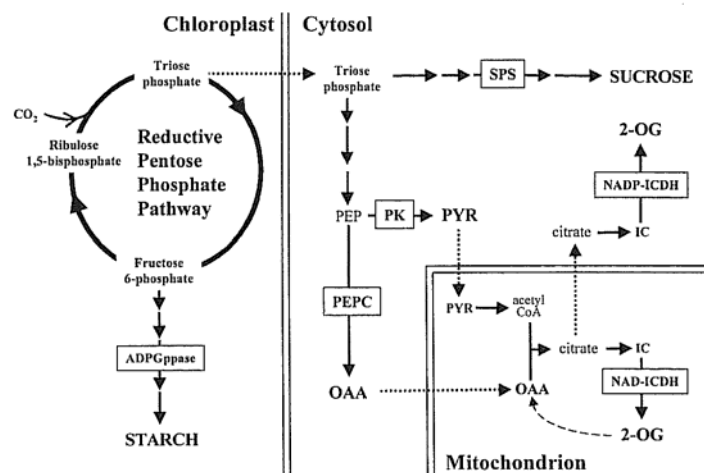 Chloroplast
Cytosol
Triose
phosphate
Triose
phosphate
SPS
SUCROSE
CO2
Ribulose
1,5-bisphosphate
Reductive
Pentose
Phosphate
Pathway
2-OG
NADP-ICDH
PEP
PK
PYR
citrate
IC
Fructose
6-phosphate
PEPC
PYR
acetyl
CoA
ADPGppase
citrate
IC
OAA
OAA
NAD-ICDH
STARCH
2-OG
Mitochondrion